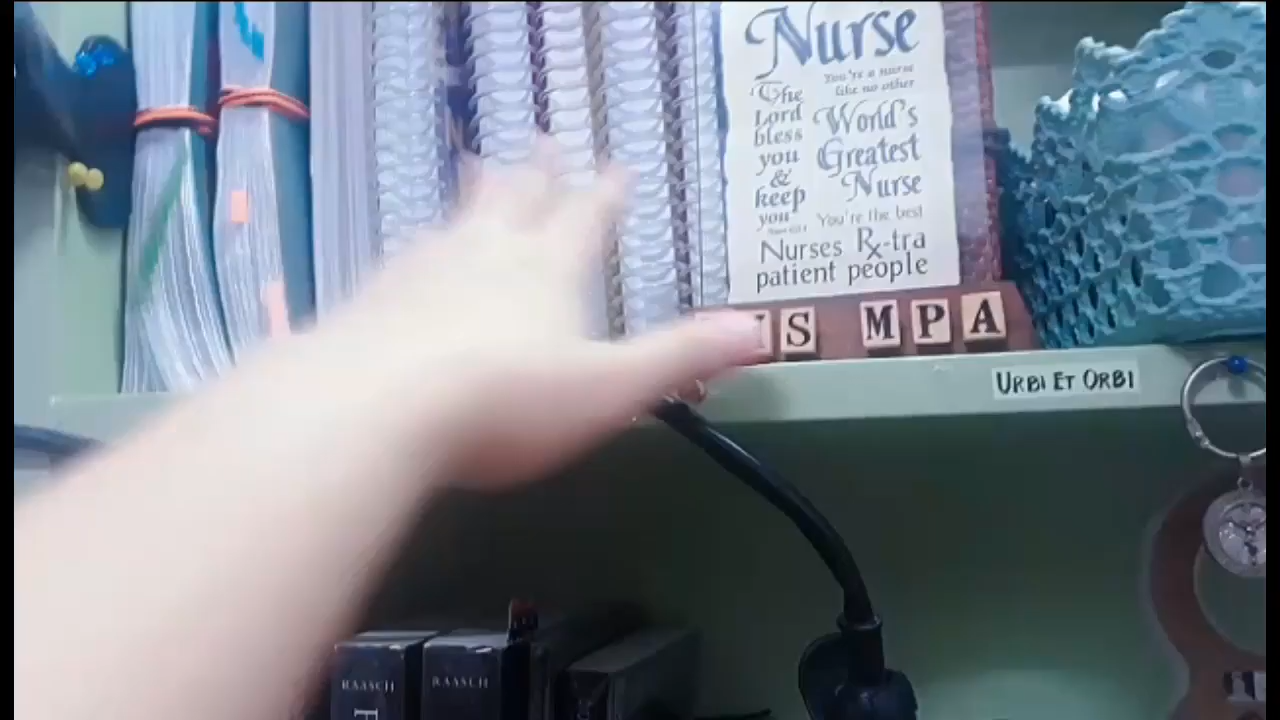 Nurse
You're a nurse
like no other
The
Lord
bless
you
&
keep
you
World's
Greatest
Nurse
You're the best
Nurses Rx-tra
patient people
S MPA
URBI ET ORBI
RAASCH
RAASCH